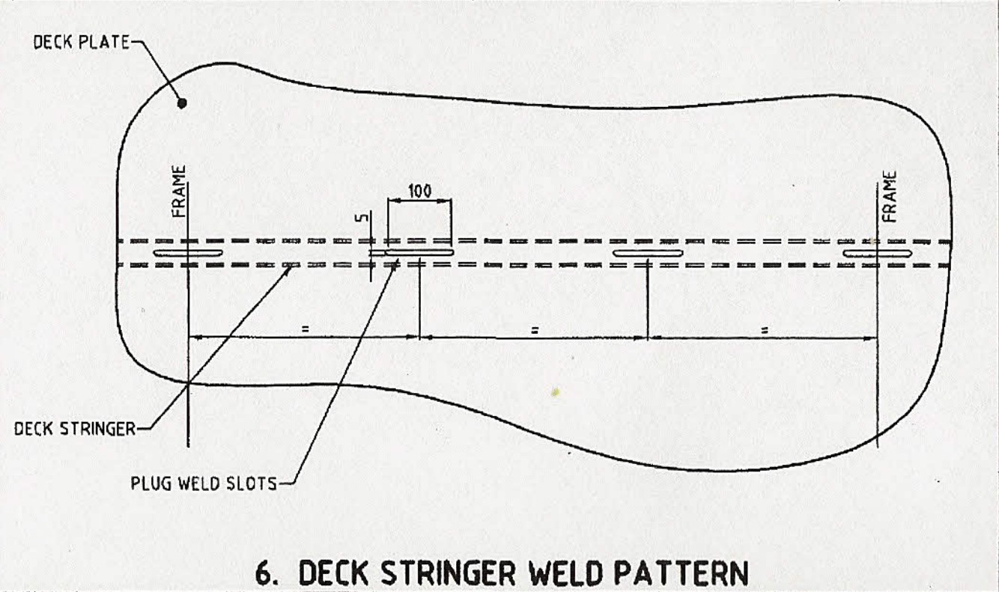 DECK PLATE
FRAME
FRAME
100
5
=
=
=
DECK STRINGER
PLUG WELD SLOTS
6. DECK STRINGER WELD PATTERN